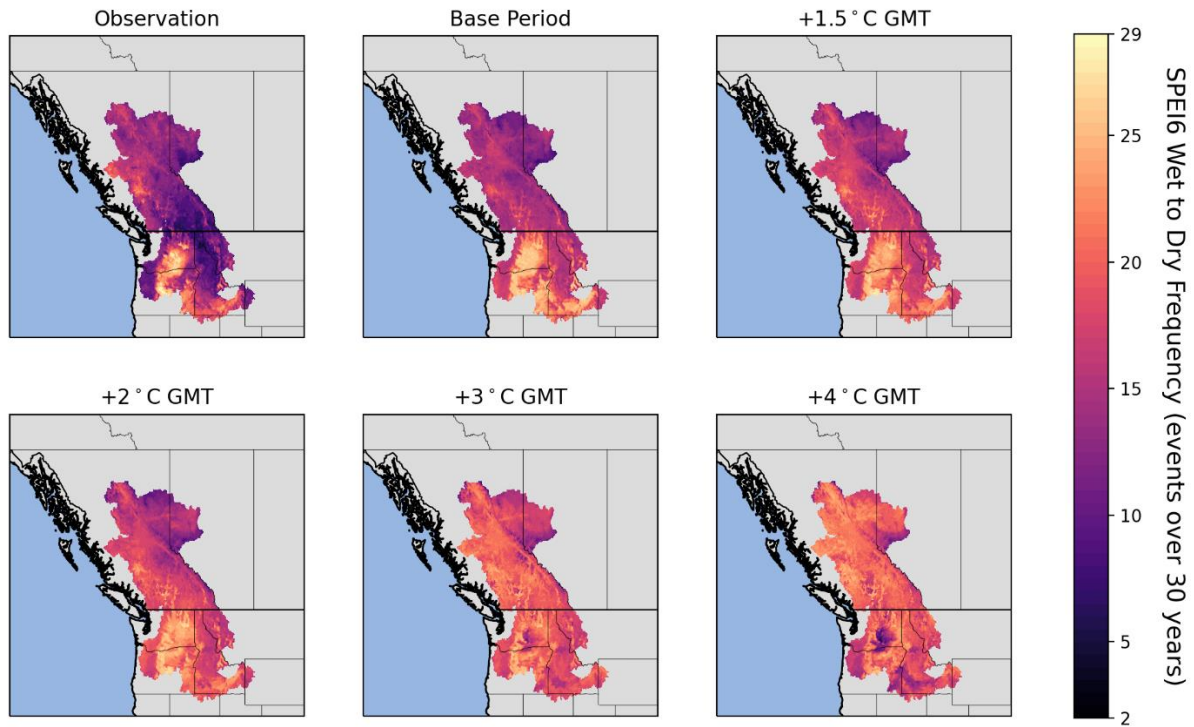 Observation
Base Period
+1.5°C GMT
+2°C GMT
+3°C GMT
+4°C GMT
29
25
20
15
10
5
2
SPEI6 Wet to Dry Frequency (events over 30 years)